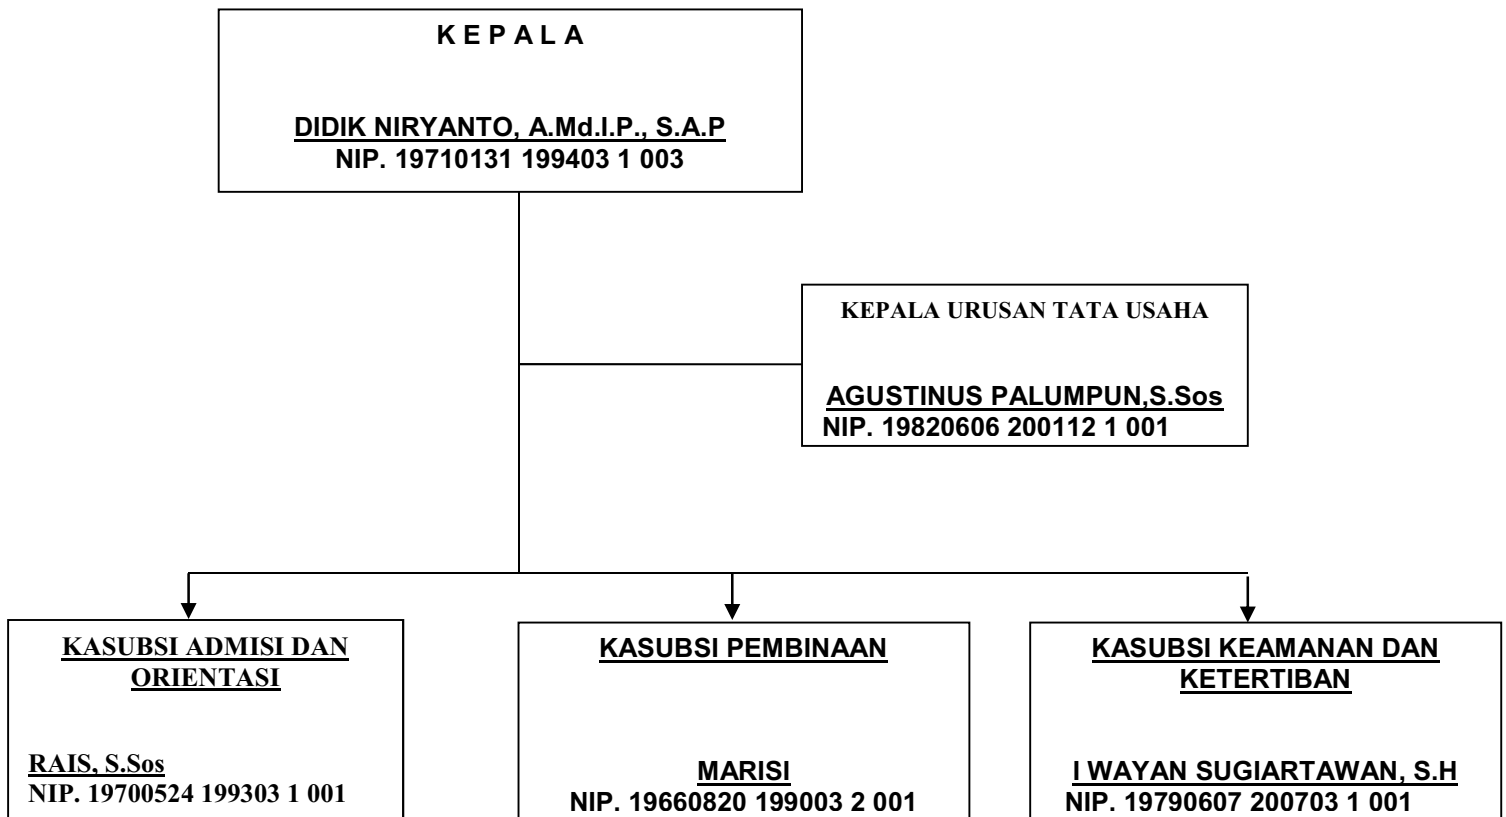 K E P A L A
DIDIK NIRYANTO, A.Md.I.P., S.A.P
NIP. 19710131 199403 1 003
KEPALA URUSAN TATA USAHA
AGUSTINUS PALUMPUN,S.Sos
NIP. 19820606 200112 1 001
KASUBSI ADMISI DAN
ORIENTASI
RAIS, S.Sos
NIP. 19700524 199303 1 001
KASUBSI PEMBINAAN
MARISI
NIP. 19660820 199003 2 001
KASUBSI KEAMANAN DAN
KETERTIBAN
I WAYAN SUGIARTAWAN, S.H
NIP. 19790607 200703 1 001